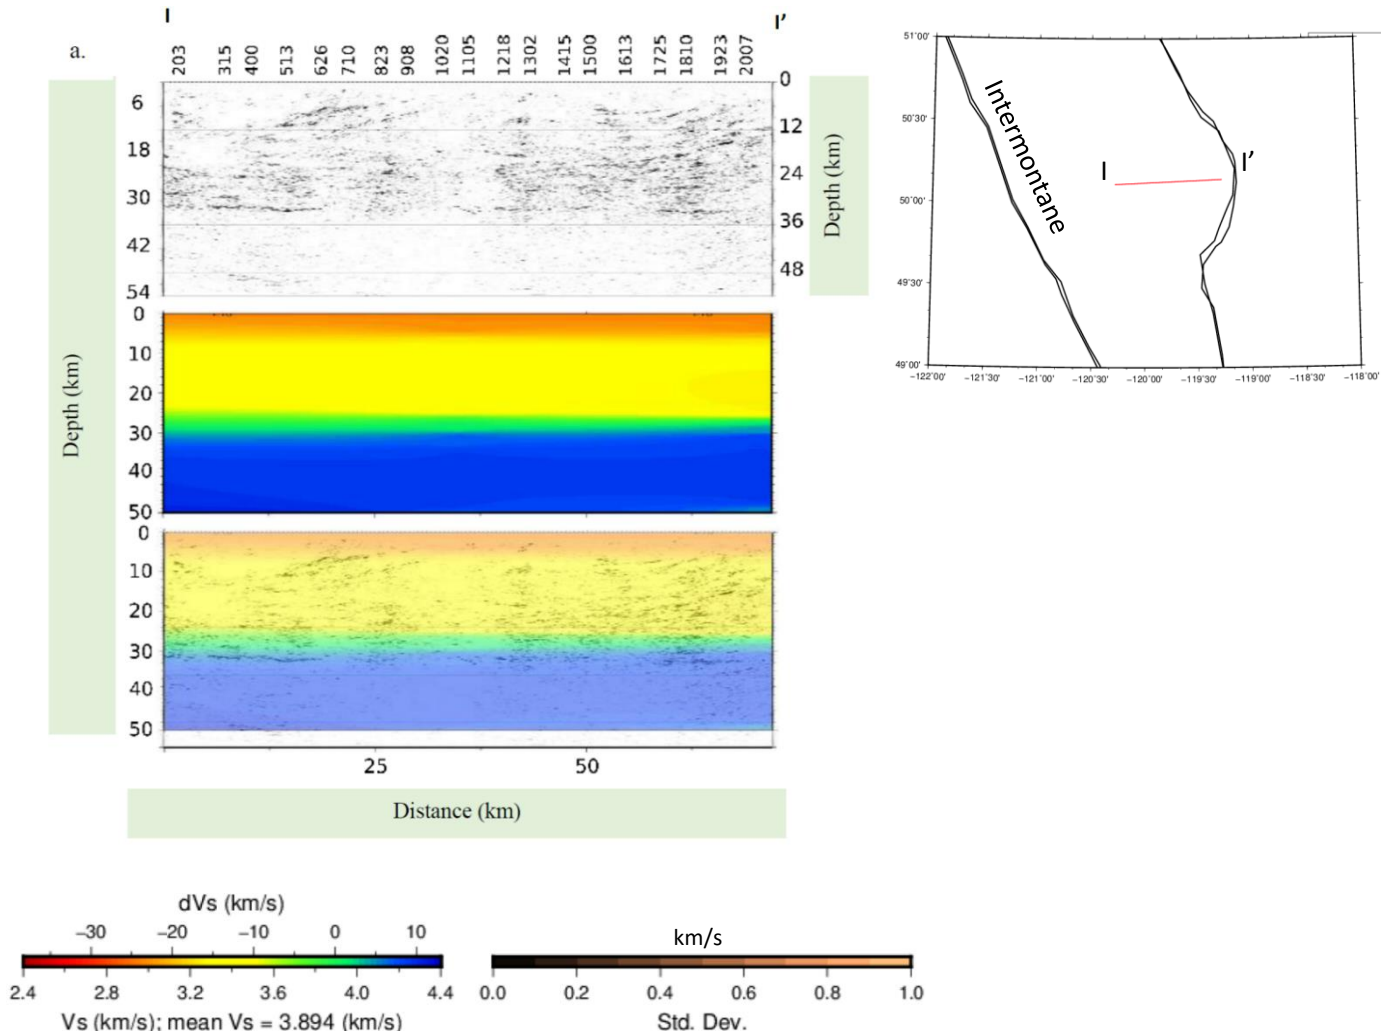 I
I'
a.
203 315 400 513 626 710 823 908 1020 1105 1218 1302 1415 1500 1613 1725 1810 1923 2007
6
18
30
42
54
0
12
24
36
48
Depth (km)
0
10
20
30
40
50
0
10
20
30
40
50
Depth (km)
25 50
Distance (km)
51˚00'
50˚30'
50˚00'
49˚30'
49˚00'
−122˚00' −121˚30' −121˚00' −120˚30' −120˚00' −119˚30' −119˚00' −118˚30' −118˚00'
Intermontane
I
I'
dVs (km/s)
−30 −20 −10 0 10
2.4 2.8 3.2 3.6 4.0 4.4
Vs (km/s); mean Vs = 3.894 (km/s)
km/s
0.0 0.2 0.4 0.6 0.8 1.0
Std. Dev.